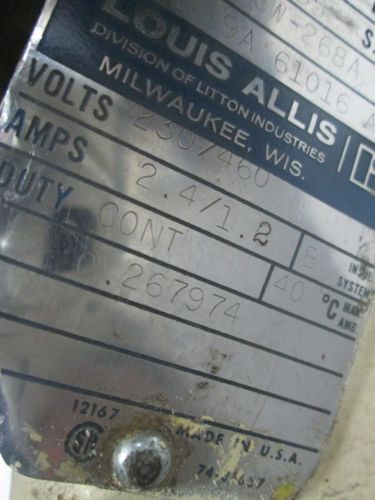 9A 61016
LOUIS ALLIS
DIVISION OF LITTON INDUSTRIES
MILWAUKEE, WIS.
VOLTS 230/460
AMPS 2.4/1.2
DUTY CONT
.267974 40 °C
12167
MADE IN U.S.A.